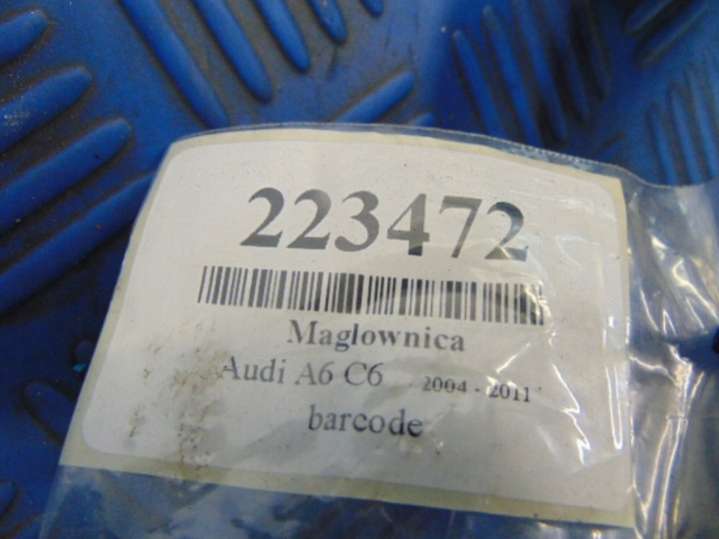 223472
Maglownica
Audi A6 C6 2004 - 2011
barcode